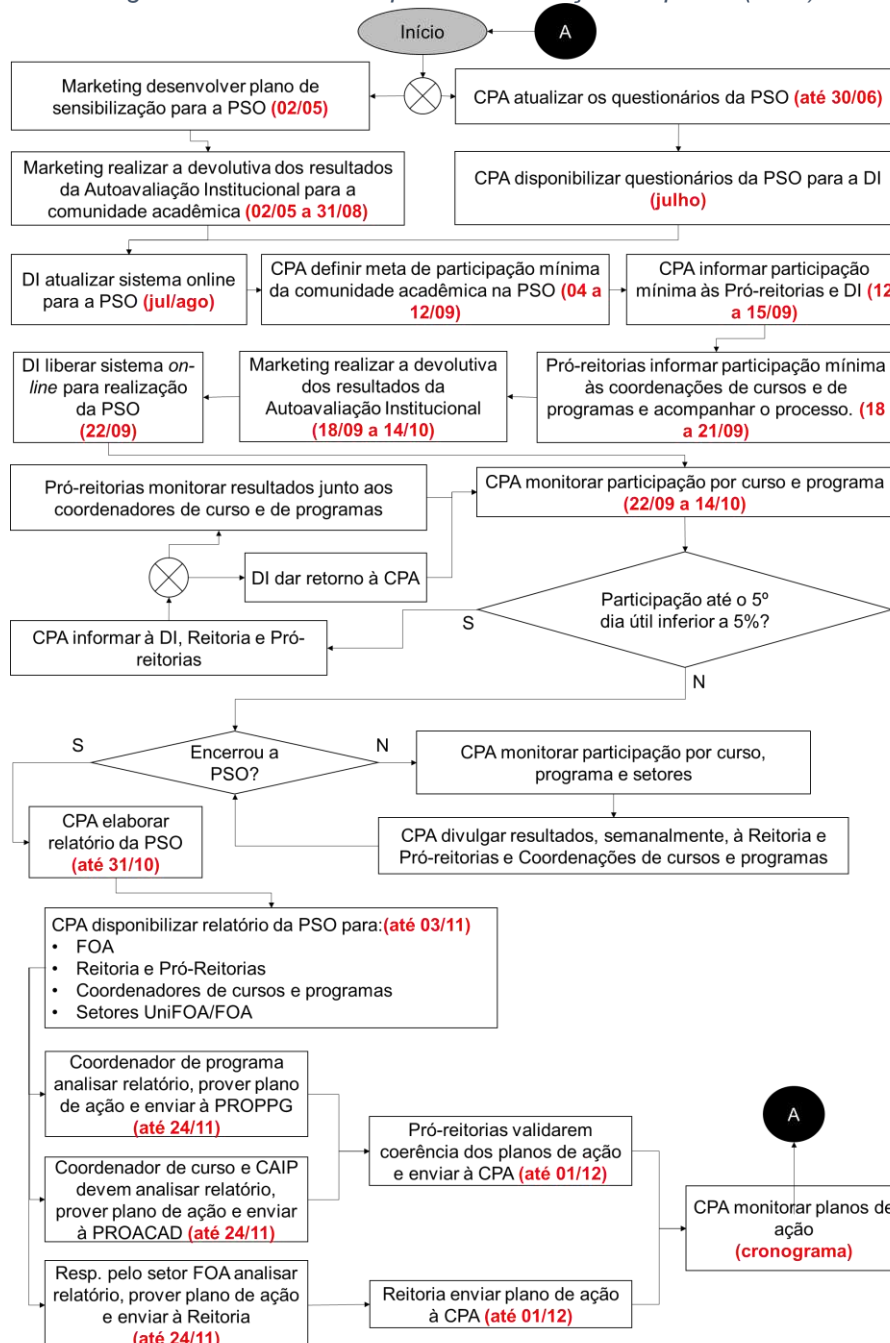 Início
A
Marketing desenvolver plano de
sensibilização para a PSO (02/05)
CPA atualizar os questionários da PSO (até 30/06)
Marketing realizar a devolutiva dos resultados
da Autoavaliação Institucional para a
comunidade acadêmica (02/05 a 31/08)
CPA disponibilizar questionários da PSO para a DI
(julho)
DI atualizar sistema online
para a PSO (jul/ago)
CPA definir meta de participação mínima
da comunidade acadêmica na PSO (04 a
12/09)
CPA informar participação
mínima às Pró-reitorias e DI (12
a 15/09)
DI liberar sistema on-
line para realização
da PSO
(22/09)
Marketing realizar a devolutiva
dos resultados da
Autoavaliação Institucional
(18/09 a 14/10)
Pró-reitorias informar participação mínima
às coordenações de cursos e de
programas e acompanhar o processo. (18
a 21/09)
Pró-reitorias monitorar resultados junto aos
coordenadores de curso e de programas
CPA monitorar participação por curso e programa
(22/09 a 14/10)
DI dar retorno à CPA
Participação até o 5º
dia útil inferior a 5%?
S
CPA informar à DI, Reitoria e Pró-
reitorias
N
S
Encerrou a
PSO?
N
CPA monitorar participação por curso,
programa e setores
CPA elaborar
relatório da PSO
(até 31/10)
CPA divulgar resultados, semanalmente, à Reitoria e
Pró-reitorias e Coordenações de cursos e programas
CPA disponibilizar relatório da PSO para:(até 03/11)
• FOA
• Reitoria e Pró-Reitorias
• Coordenadores de cursos e programas
• Setores UniFOA/FOA
Coordenador de programa
analisar relatório, prover plano
de ação e enviar à PROPPG
(até 24/11)
A
Pró-reitorias validarem
coerência dos planos de ação
e enviar à CPA (até 01/12)
Coordenador de curso e CAIP
devem analisar relatório,
prover plano de ação e enviar
à PROACAD (até 24/11)
CPA monitorar planos de
ação
(cronograma)
Resp. pelo setor FOA analisar
relatório, prover plano de ação
e enviar à Reitoria
(até 24/11)
Reitoria enviar plano de ação
à CPA (até 01/12)